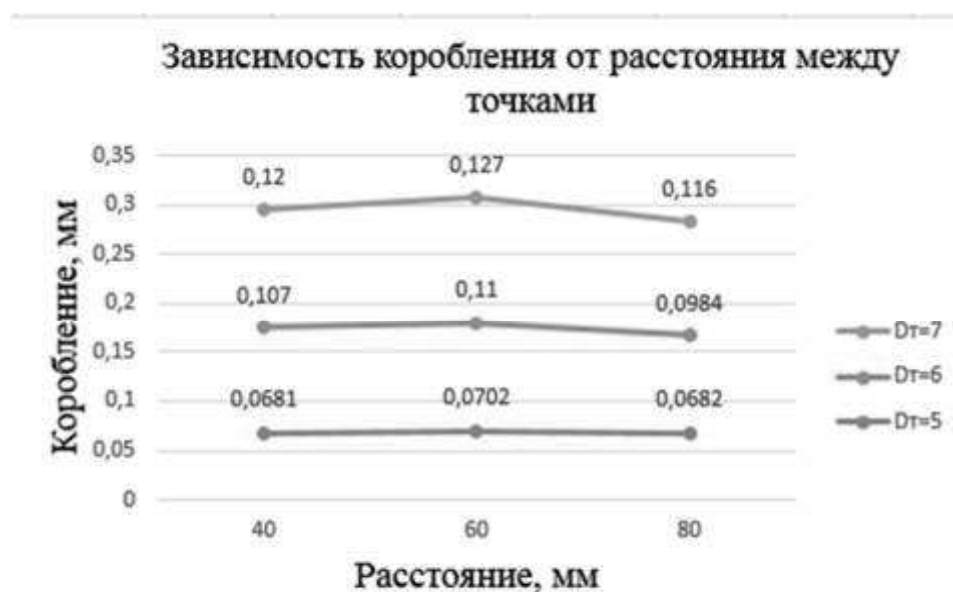 Зависимость коробления от расстояния между
точками
0,35
0,3
0,25
0,2
0,15
0,1
0,05
0
Коробление, мм
0,12
0,127
0,116
0,107
0,11
0,0984
0,0681
0,0702
0,0682
40
60
80
Расстояние, мм
Dт=7
Dт=6
Dт=5